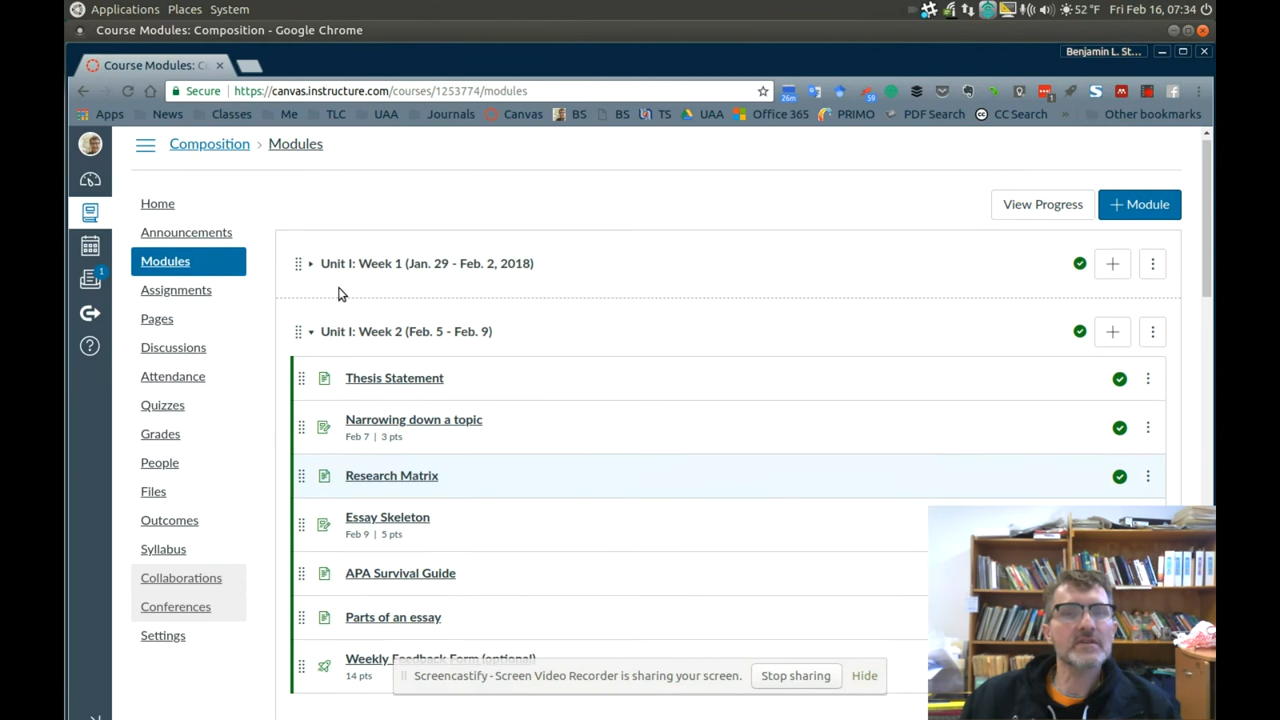 Applications Places System 52 °F Fri Feb 16, 07:34
Course Modules: Composition - Google Chrome
Course Modules: C Benjamin L. St...
Secure https://canvas.instructure.com/courses/1253774/modules 26m 59 1
Apps News Classes Me TLC UAA Journals Canvas BS BS TS UAA Office 365 PRIMO PDF Search CC Search » Other bookmarks
Composition > Modules
Home
Announcements
Modules
Assignments
Pages
Discussions
Attendance
Quizzes
Grades
People
Files
Outcomes
Syllabus
Collaborations
Conferences
Settings
1
View Progress + Module
Unit I: Week 1 (Jan. 29 - Feb. 2, 2018)
Unit I: Week 2 (Feb. 5 - Feb. 9)
Thesis Statement
Narrowing down a topic
Feb 7 | 3 pts
Research Matrix
Essay Skeleton
Feb 9 | 5 pts
APA Survival Guide
Parts of an essay
Weekly Feedback Form (optional)
14 pts
Screencastify - Screen Video Recorder is sharing your screen. Stop sharing Hide